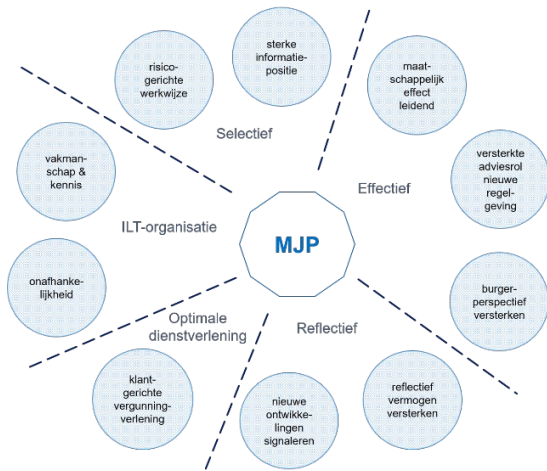 sterke
informatie-
positie
risico-
gerichte
werkwijze
maat-
schappelijk
effect
leidend
Selectief
vakman-
schap &
kennis
versterkte
adviesrol
nieuwe
regel-
geving
Effectief
ILT-organisatie
MJP
onafhanke-
lijkheid
burger-
perspectief
versterken
Optimale
dienstverlening
Reflectief
klant-
gerichte
vergunning-
verlening
nieuwe
ontwikke-
lingen
signaleren
reflectief
vermogen
versterken